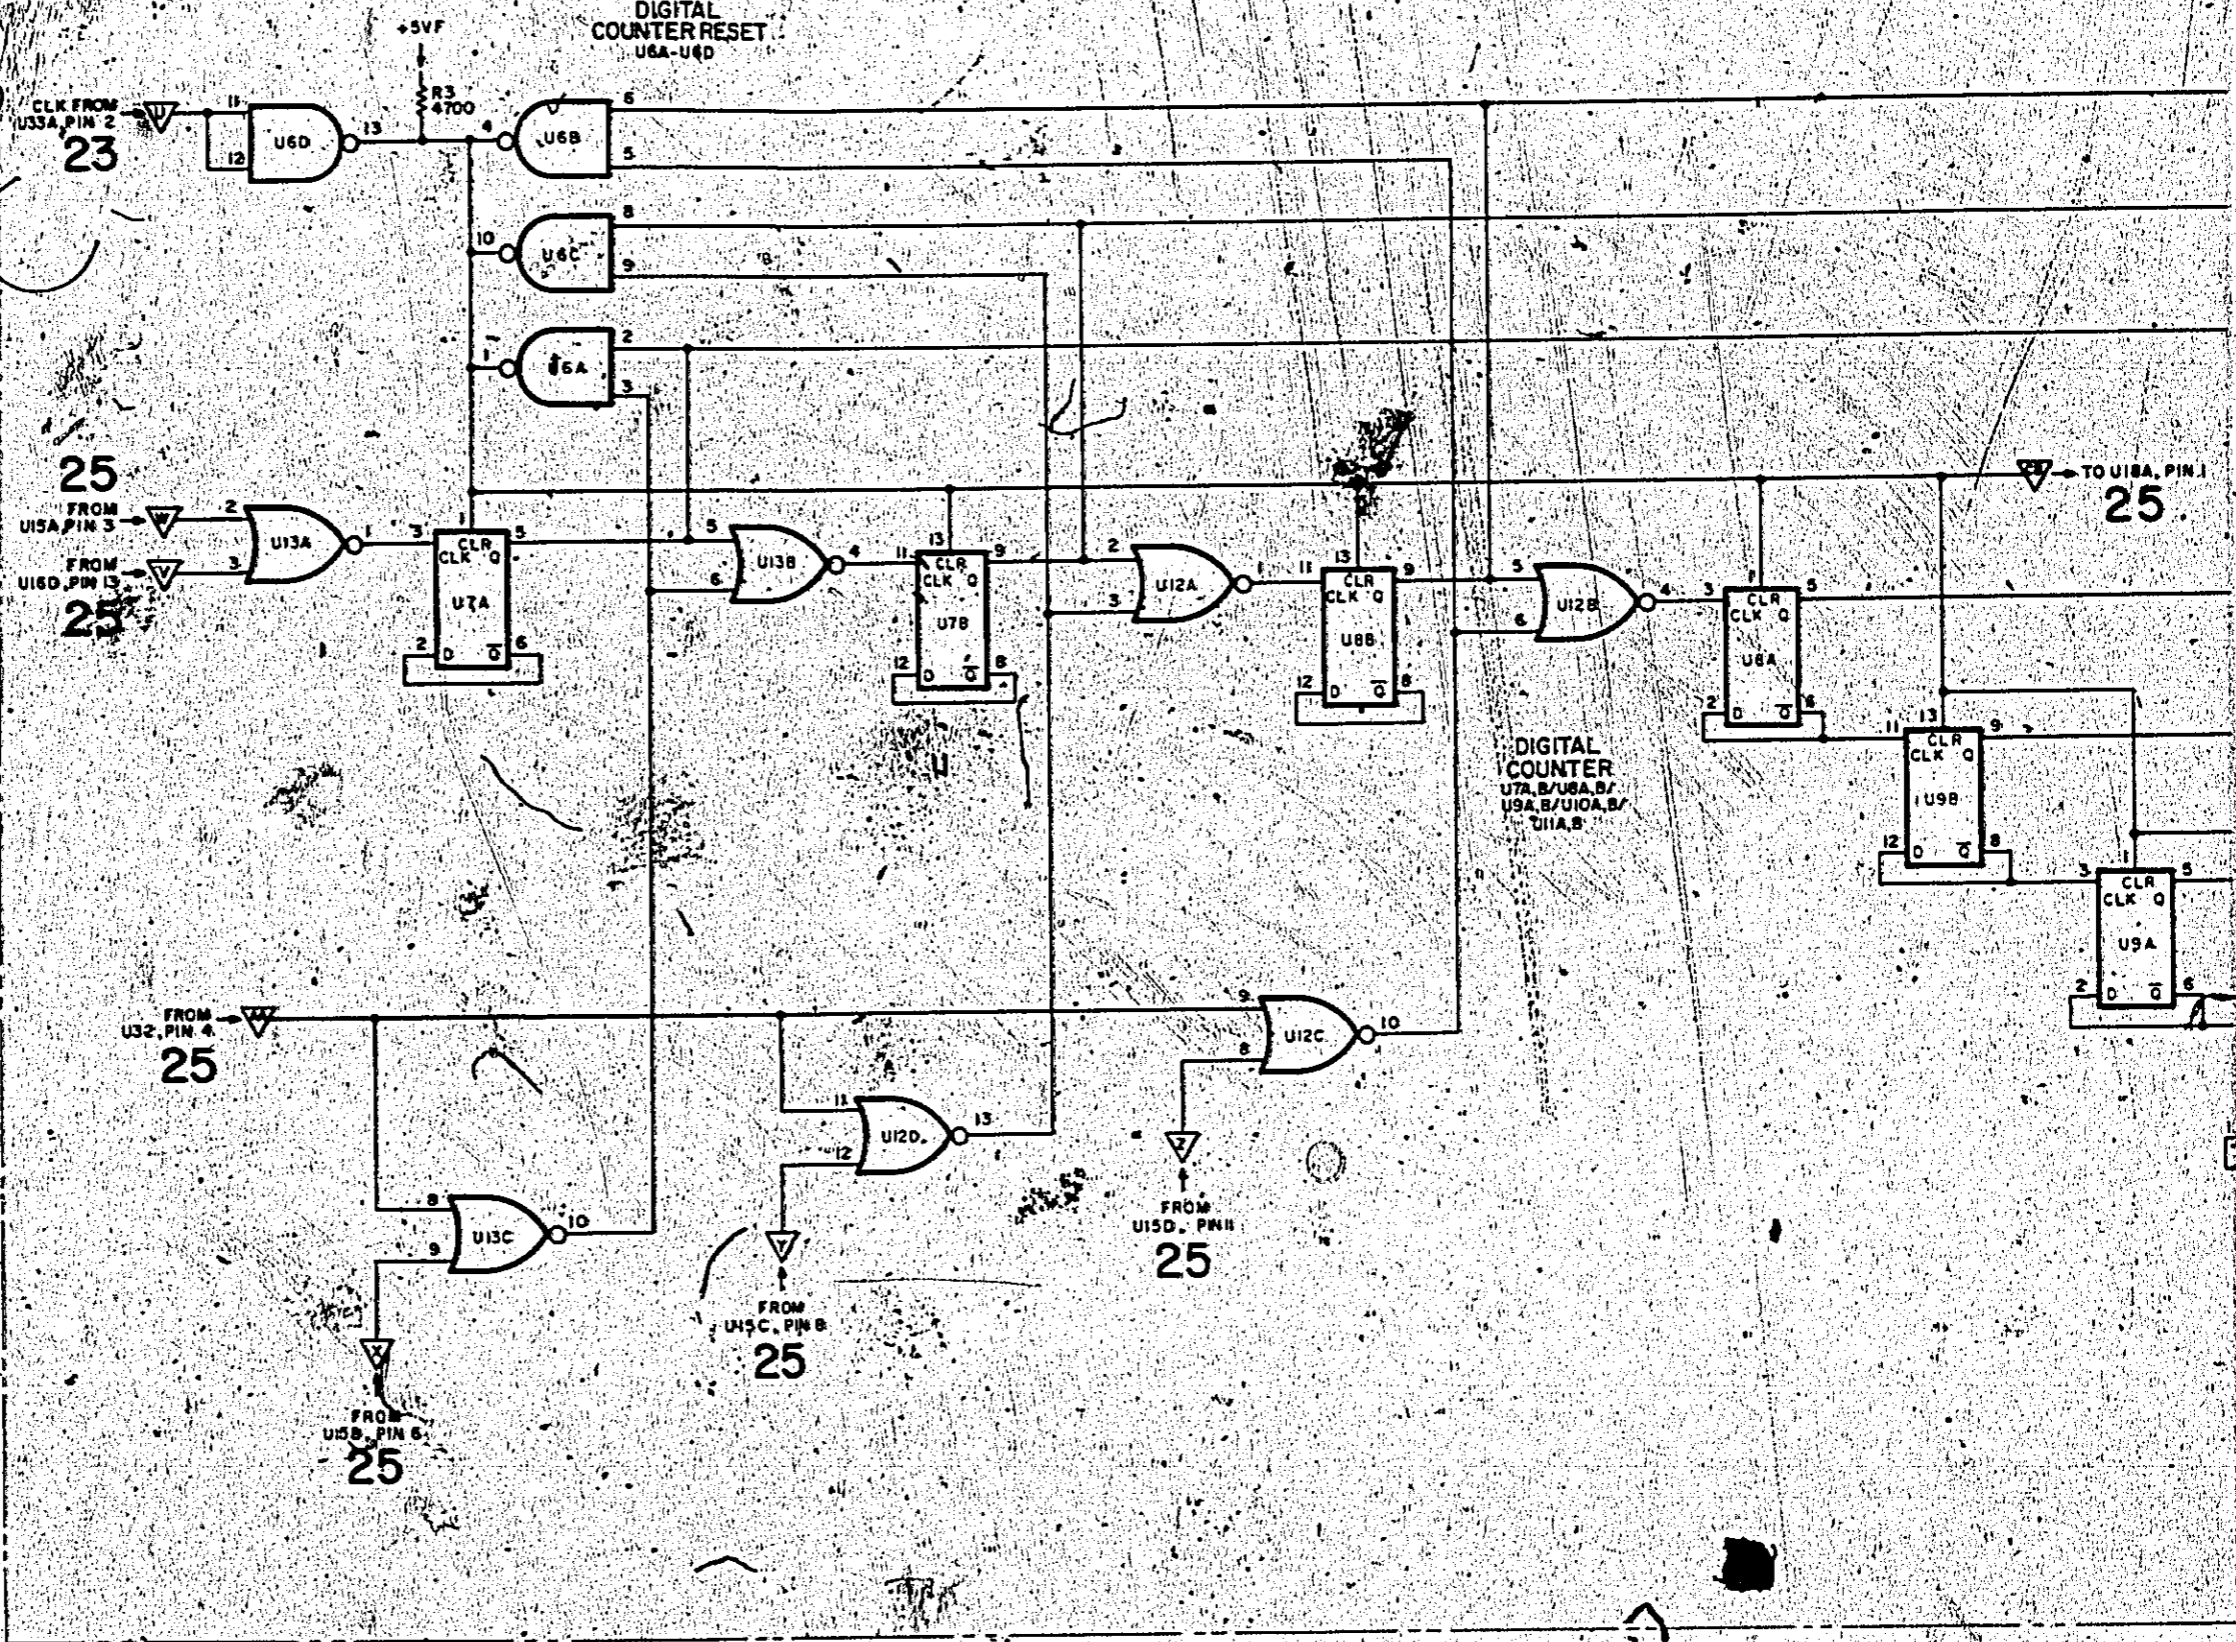 DIGITAL
COUNTER RESET
U6A-U6D
+5VF
R3
4700
CLK FROM
U33A, PIN 2
U
23
11
12
U6D
13
4
U6B
6
5
10
U6C
8
9
1
U6A
2
3
25
FROM
U15A, PIN 3
W
FROM
U16D, PIN 13
V
25
2
3
U13A
1
3
1
CLR
CLK Q
5
U7A
2
D Q
6
5
6
U13B
4
11
13
CLR
CLK Q
9
U7B
12
D Q
8
2
3
U12A
1
11
13
CLR
CLK Q
9
U8B
12
D Q
8
5
6
U12B
4
3
1
CLR
CLK Q
5
U8A
2
D Q
6
TO U18A, PIN 1
25
11
13
CLR
CLK Q
9
U9B
12
D Q
8
3
1
CLR
CLK Q
5
U9A
2
D Q
6
DIGITAL
COUNTER
U7A,B/U8A,B/
U9A,B/U10A,B/
U11A,B
FROM
U32, PIN 4
25
9
8
U12C
10
Z
FROM
U15D, PIN 11
25
11
12
U12D
13
Y
FROM
U15C, PIN 8
25
8
9
U13C
10
X
FROM
U15B, PIN 6
25